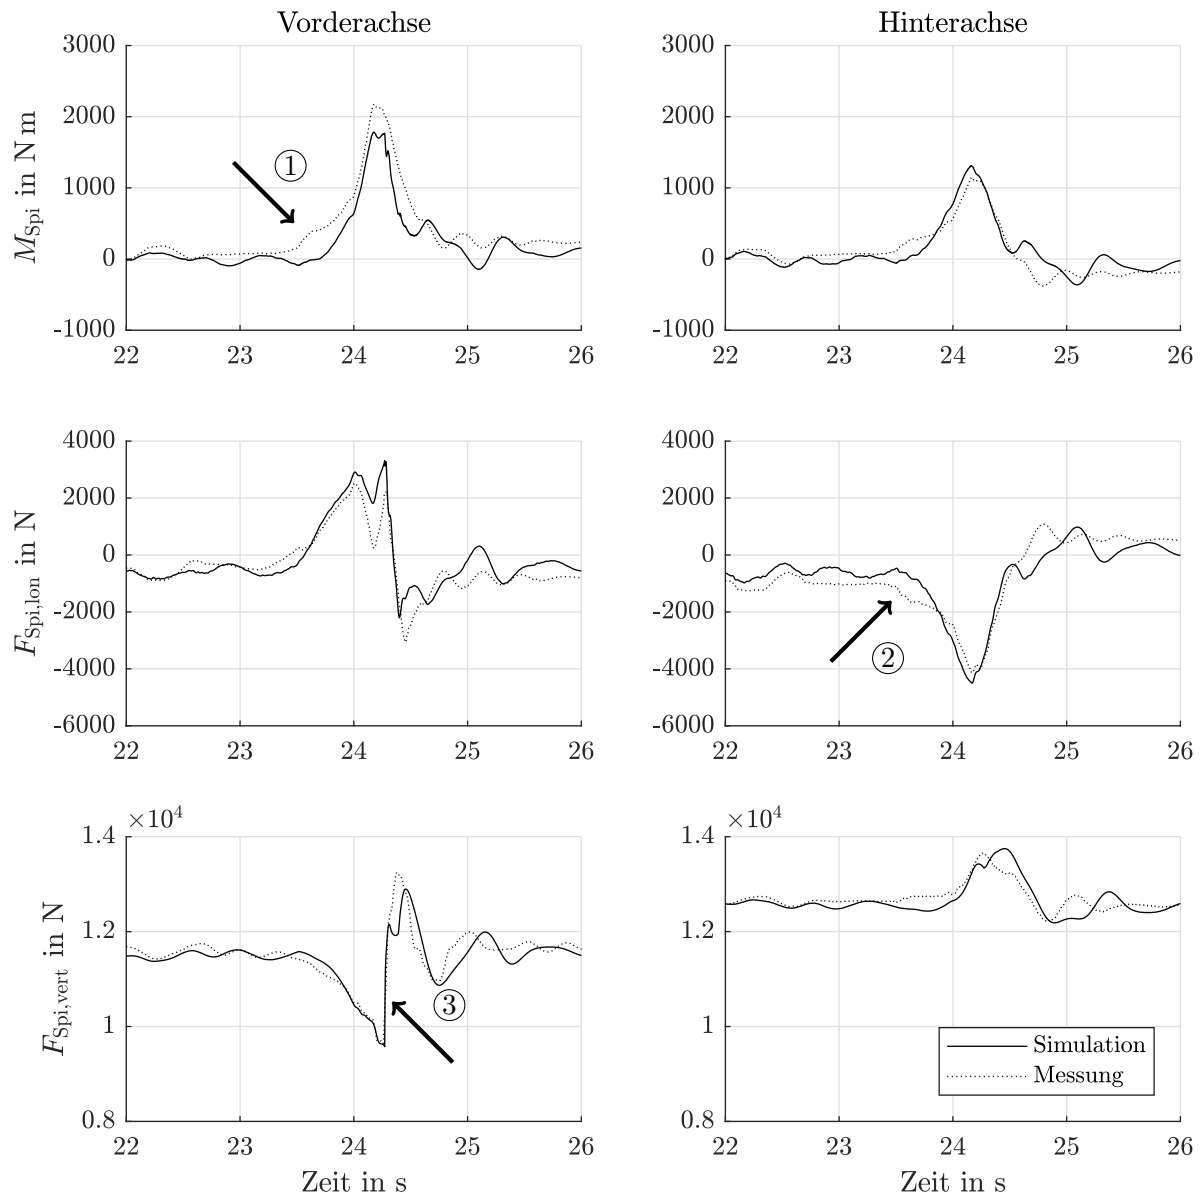 Vorderachse
3000
2000
1000
0
-1000
M_Spi in N m
①
22 23 24 25 26
Hinterachse
3000
2000
1000
0
-1000
22 23 24 25 26
4000
2000
0
-2000
-4000
-6000
F_Spi,lon in N
22 23 24 25 26
4000
2000
0
-2000
-4000
-6000
②
22 23 24 25 26
×10⁴
1.4
1.2
1
0.8
F_Spi,vert in N
③
22 23 24 25 26
Zeit in s
×10⁴
1.4
1.2
1
0.8
Simulation
Messung
22 23 24 25 26
Zeit in s